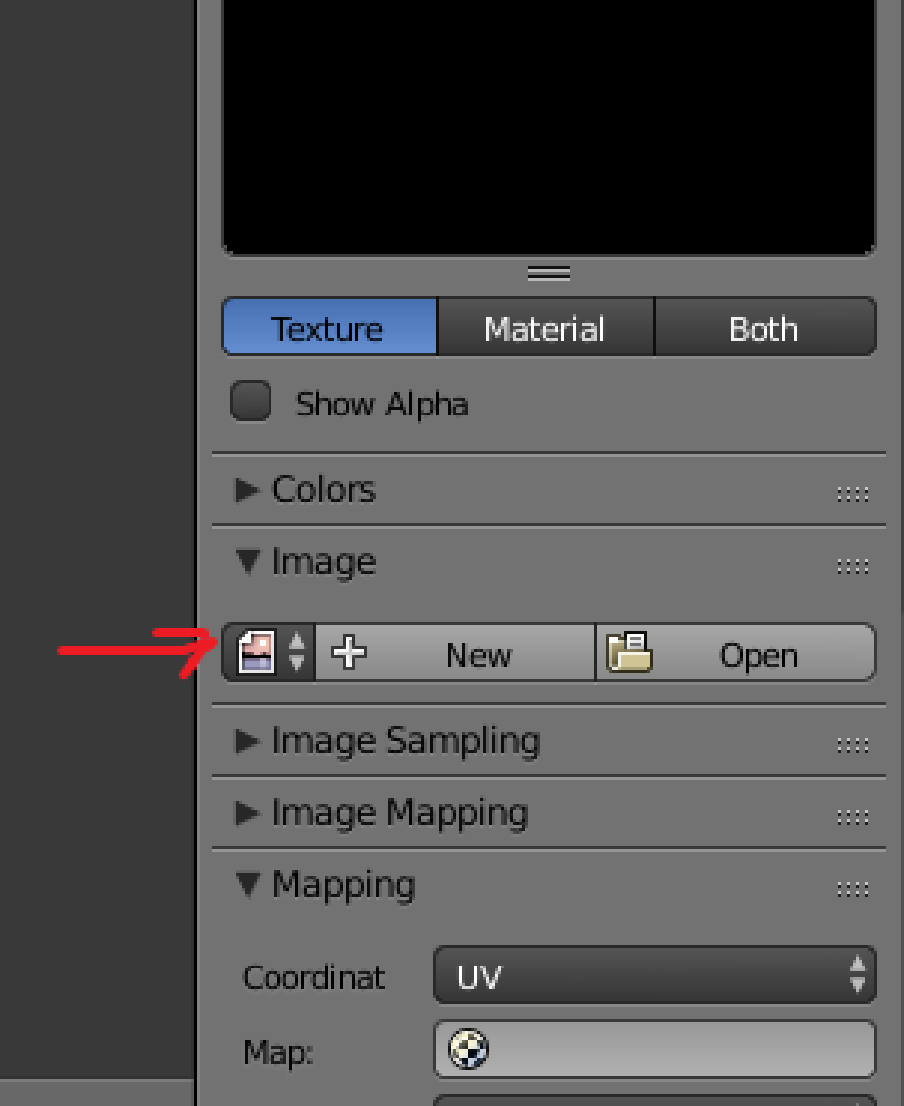 Texture Material Both
Show Alpha
Colors
Image
New Open
Image Sampling
Image Mapping
Mapping
Coordinat UV
Map: